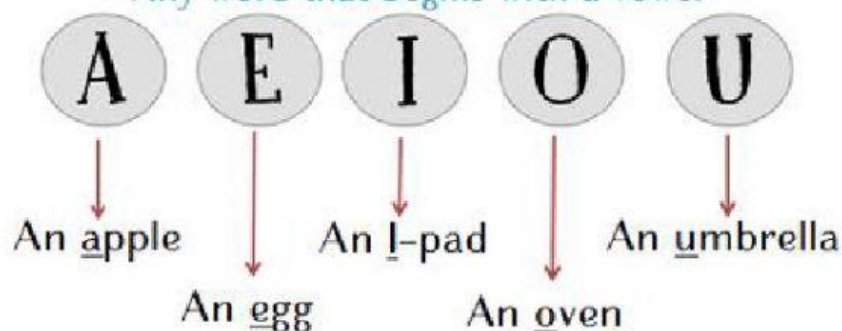 A E I O U
An apple An I-pad An umbrella
An egg An oven